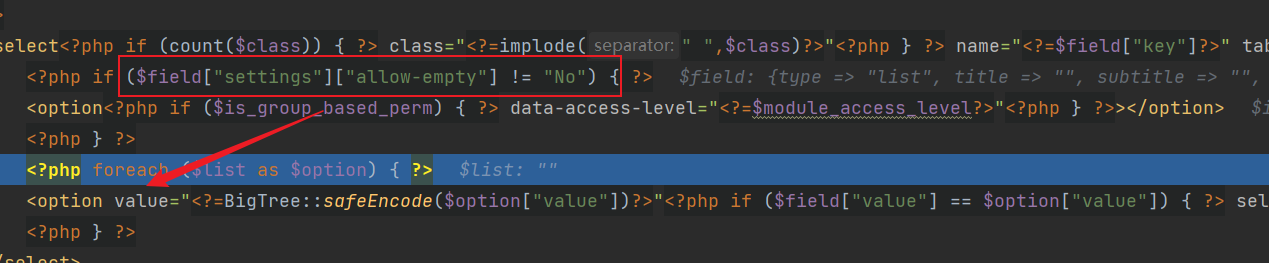 >
select<?php if (count($class)) { ?> class="<?=implode( separator: " ",$class)?>"<?php } ?> name="<?=$field["key"]?>" tab
<?php if ($field["settings"]["allow-empty"] != "No") { ?> $field: {type => "list", title => "", subtitle => "",
<option<?php if ($is_group_based_perm) { ?> data-access-level="<?=$module_access_level?>"<?php } ?>></option> $i
<?php } ?>
<?php foreach ($list as $option) { ?> $list: ""
<option value="<?=BigTree::safeEncode($option["value"])?>"<?php if ($field["value"] == $option["value"]) { ?> sel
<?php } ?>
/select>